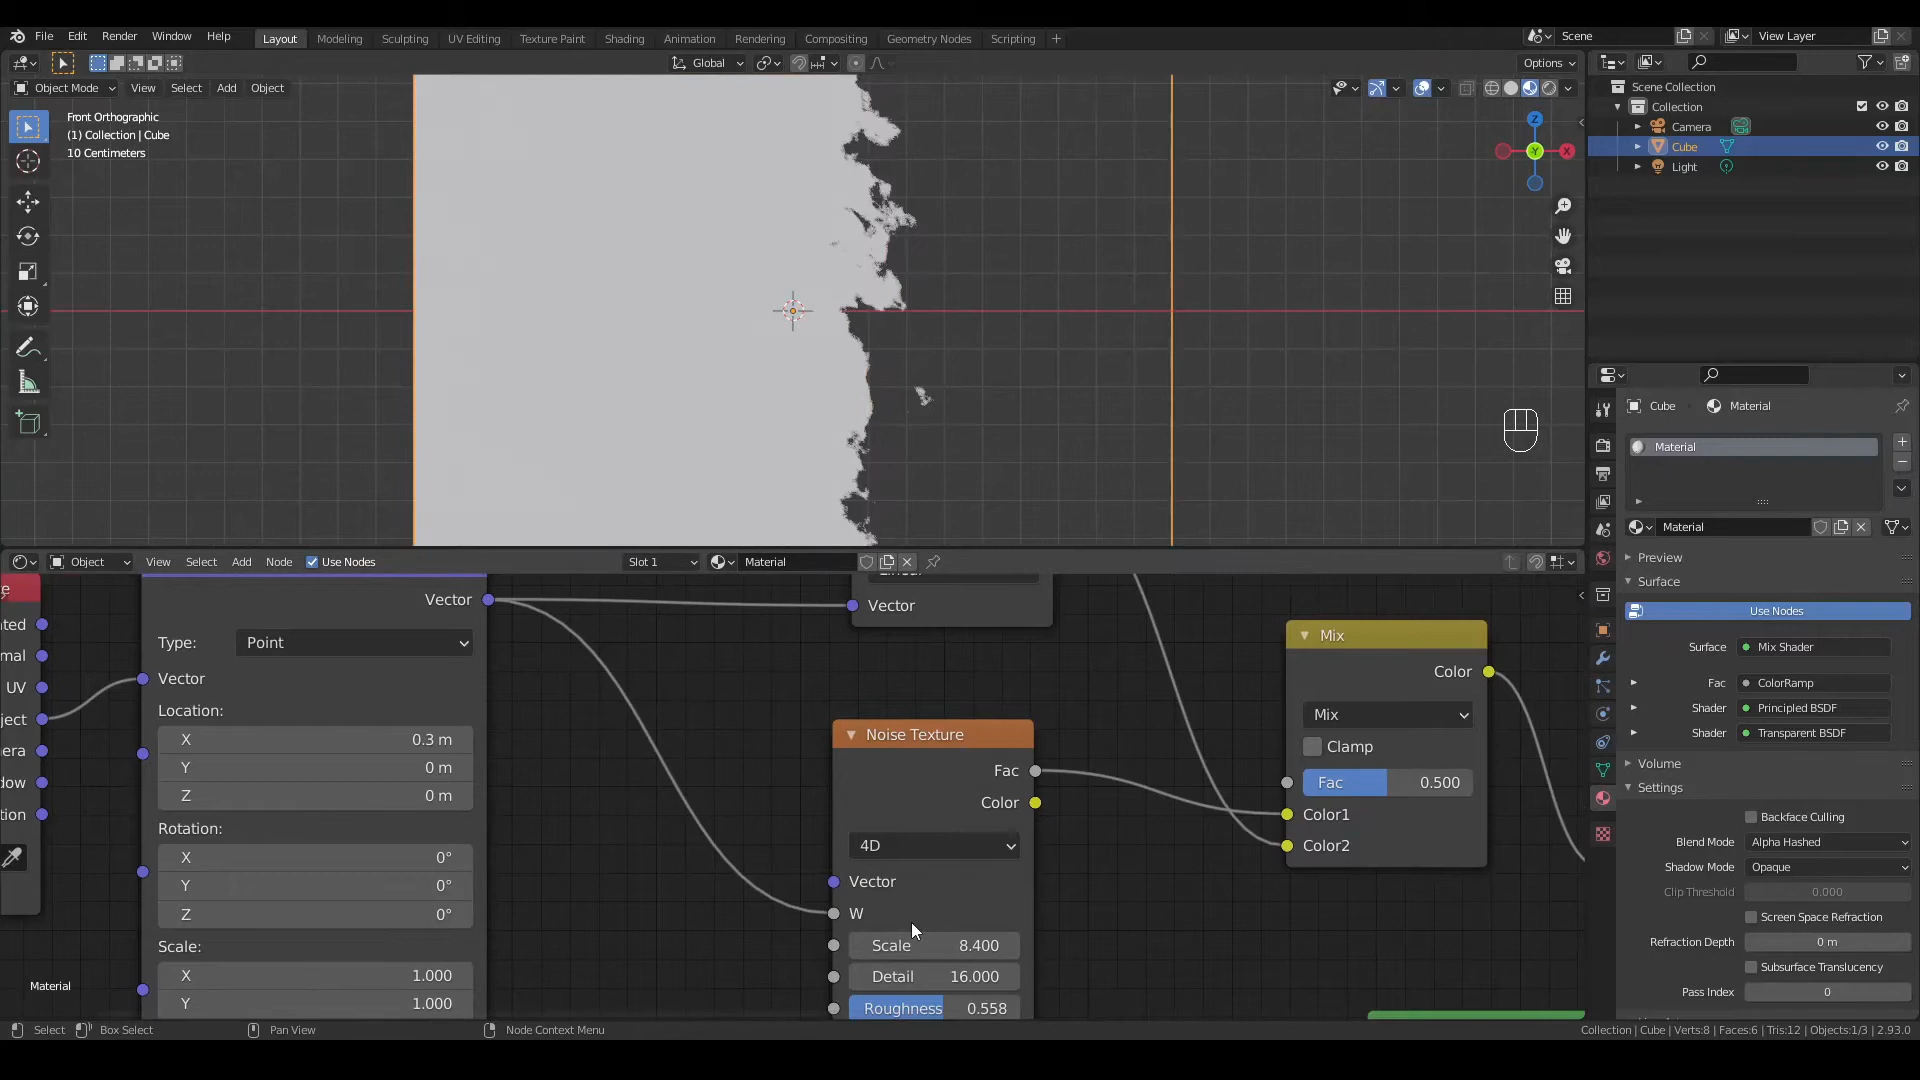 File Edit Render Window Help
Layout Modeling Sculpting UV Editing Texture Paint Shading Animation Rendering Compositing Geometry Nodes Scripting +
Scene View Layer
Global Options
Object Mode View Select Add Object
Front Orthographic
(1) Collection | Cube
10 Centimeters
Z
Y
X
Scene Collection
Collection
Camera
Cube
Light
Cube Material
Material
Material
Preview
Surface
Use Nodes
Surface Mix Shader
Fac ColorRamp
Shader Principled BSDF
Shader Transparent BSDF
Volume
Settings
Backface Culling
Blend Mode Alpha Hashed
Shadow Mode Opaque
Clip Threshold 0.000
Screen Space Refraction
Refraction Depth 0 m
Subsurface Translucency
Pass Index 0
Object View Select Add Node Use Nodes Slot 1 Material
e
ted
mal
UV
ject
era
dow
tion
Vector
Type: Point
Vector
Location:
X 0.3 m
Y 0 m
Z 0 m
Rotation:
X 0°
Y 0°
Z 0°
Scale:
X 1.000
Y 1.000
Material
Vector
Noise Texture
Fac
Color
4D
Vector
W
Scale 8.400
Detail 16.000
Roughness 0.558
Mix
Color
Mix
Clamp
Fac 0.500
Color1
Color2
Select Box Select Pan View Node Context Menu
Collection | Cube | Verts:8 | Faces:6 | Tris:12 | Objects:1/3 | 2.93.0